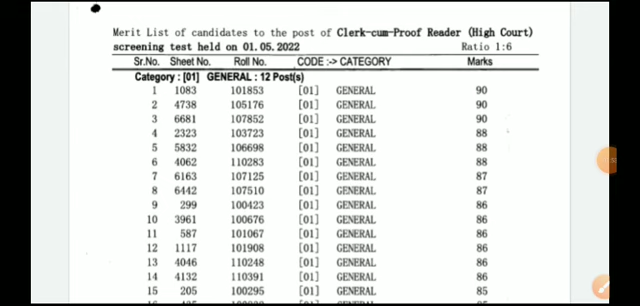 Merit List of candidates to the post of Clerk-cum-Proof Reader (High Court)
screening test held on 01.05.2022 Ratio 1:6
Sr.No. Sheet No. Roll No. CODE :-> CATEGORY Marks
Category : [01] GENERAL : 12 Post(s)
1 1083 101853 [01] GENERAL 90
2 4738 105176 [01] GENERAL 90
3 6681 107852 [01] GENERAL 90
4 2323 103723 [01] GENERAL 88
5 5832 106698 [01] GENERAL 88
6 4062 110283 [01] GENERAL 88
7 6163 107125 [01] GENERAL 87
8 6442 107510 [01] GENERAL 87
9 299 100423 [01] GENERAL 86
10 3961 100676 [01] GENERAL 86
11 587 101067 [01] GENERAL 86
12 1117 101908 [01] GENERAL 86
13 4046 110248 [01] GENERAL 86
14 4132 110391 [01] GENERAL 86
15 205 100295 [01] GENERAL 85